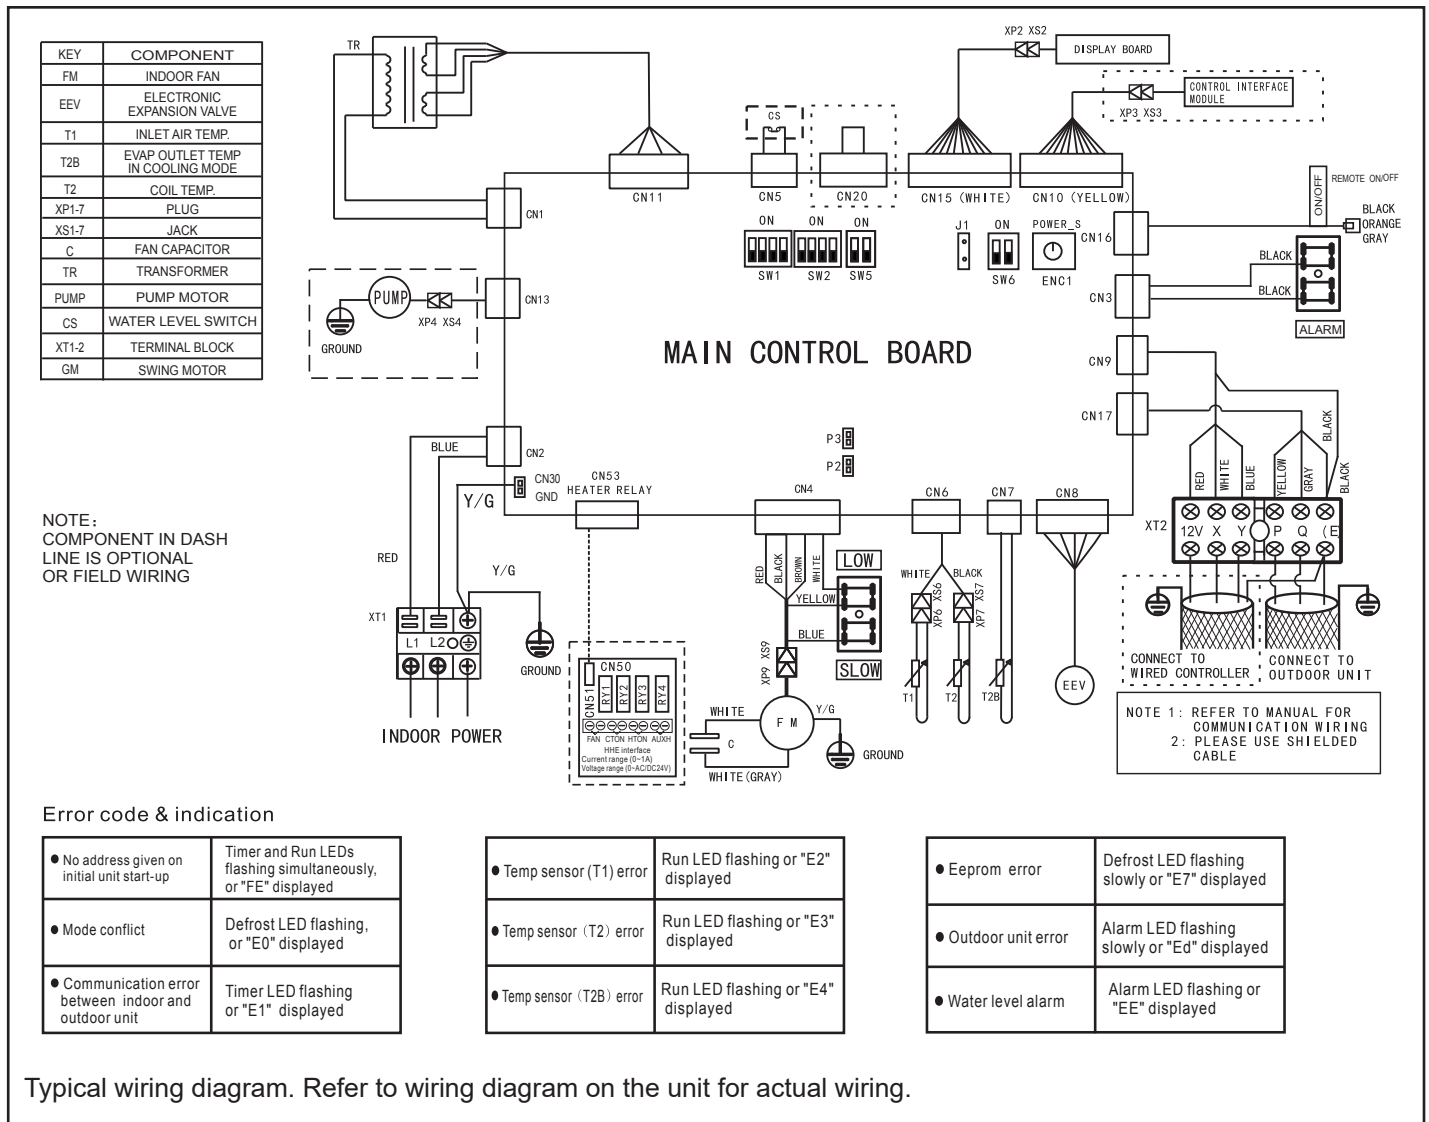 KEY COMPONENT
FM INDOOR FAN
EEV ELECTRONIC
EXPANSION VALVE
T1 INLET AIR TEMP.
T2B EVAP OUTLET TEMP
IN COOLING MODE
T2 COIL TEMP.
XP1-7 PLUG
XS1-7 JACK
C FAN CAPACITOR
TR TRANSFORMER
PUMP PUMP MOTOR
CS WATER LEVEL SWITCH
XT1-2 TERMINAL BLOCK
GM SWING MOTOR
NOTE:
COMPONENT IN DASH
LINE IS OPTIONAL
OR FIELD WIRING
TR
XP2 XS2
DISPLAY BOARD
CONTROL INTERFACE
MODULE
XP3 XS3
CS
CN11
CN5
CN20
CN15 (WHITE)
CN10 (YELLOW)
CN1
ON
SW1
ON
SW2
ON
SW5
J1
ON
SW6
POWER_S
ENC1
CN16
ON/OFF
REMOTE ON/OFF
BLACK
ORANGE
GRAY
CN3
BLACK
BLACK
ALARM
PUMP
XP4 XS4
GROUND
CN13
MAIN CONTROL BOARD
CN9
CN17
P3
P2
BLUE
CN2
CN30
GND
Y/G
RED
Y/G
XT1
L1 L2
GROUND
INDOOR POWER
CN53
HEATER RELAY
CN50
CN51
RY1
RY2
RY3
RY4
FAN CTON HTON AUXH
HHE interface
Current range (0~1A)
Voltage range (0~AC/DC24V)
CN4
RED
BLACK
BROWN
WHITE
YELLOW
BLUE
LOW
SLOW
XP9 XS9
FM
WHITE
C
WHITE(GRAY)
Y/G
GROUND
CN6
WHITE
BLACK
XP6 XS6
XP7 XS7
T1
T2
CN7
T2B
CN8
EEV
RED
WHITE
BLUE
YELLOW
GRAY
BLACK
BLACK
XT2
12V X Y P Q (E
CONNECT TO
WIRED CONTROLLER
CONNECT TO
OUTDOOR UNIT
NOTE 1: REFER TO MANUAL FOR
COMMUNICATION WIRING
2: PLEASE USE SHIELDED
CABLE
Error code & indication
● No address given on
initial unit start-up
Timer and Run LEDs
flashing simultaneously,
or "FE" displayed
● Mode conflict
Defrost LED flashing,
or "E0" displayed
● Communication error
between indoor and
outdoor unit
Timer LED flashing
or "E1" displayed
● Temp sensor (T1) error
Run LED flashing or "E2"
displayed
● Temp sensor (T2) error
Run LED flashing or "E3"
displayed
● Temp sensor (T2B) error
Run LED flashing or "E4"
displayed
● Eeprom error
Defrost LED flashing
slowly or "E7" displayed
● Outdoor unit error
Alarm LED flashing
slowly or "Ed" displayed
● Water level alarm
Alarm LED flashing or
"EE" displayed
Typical wiring diagram. Refer to wiring diagram on the unit for actual wiring.